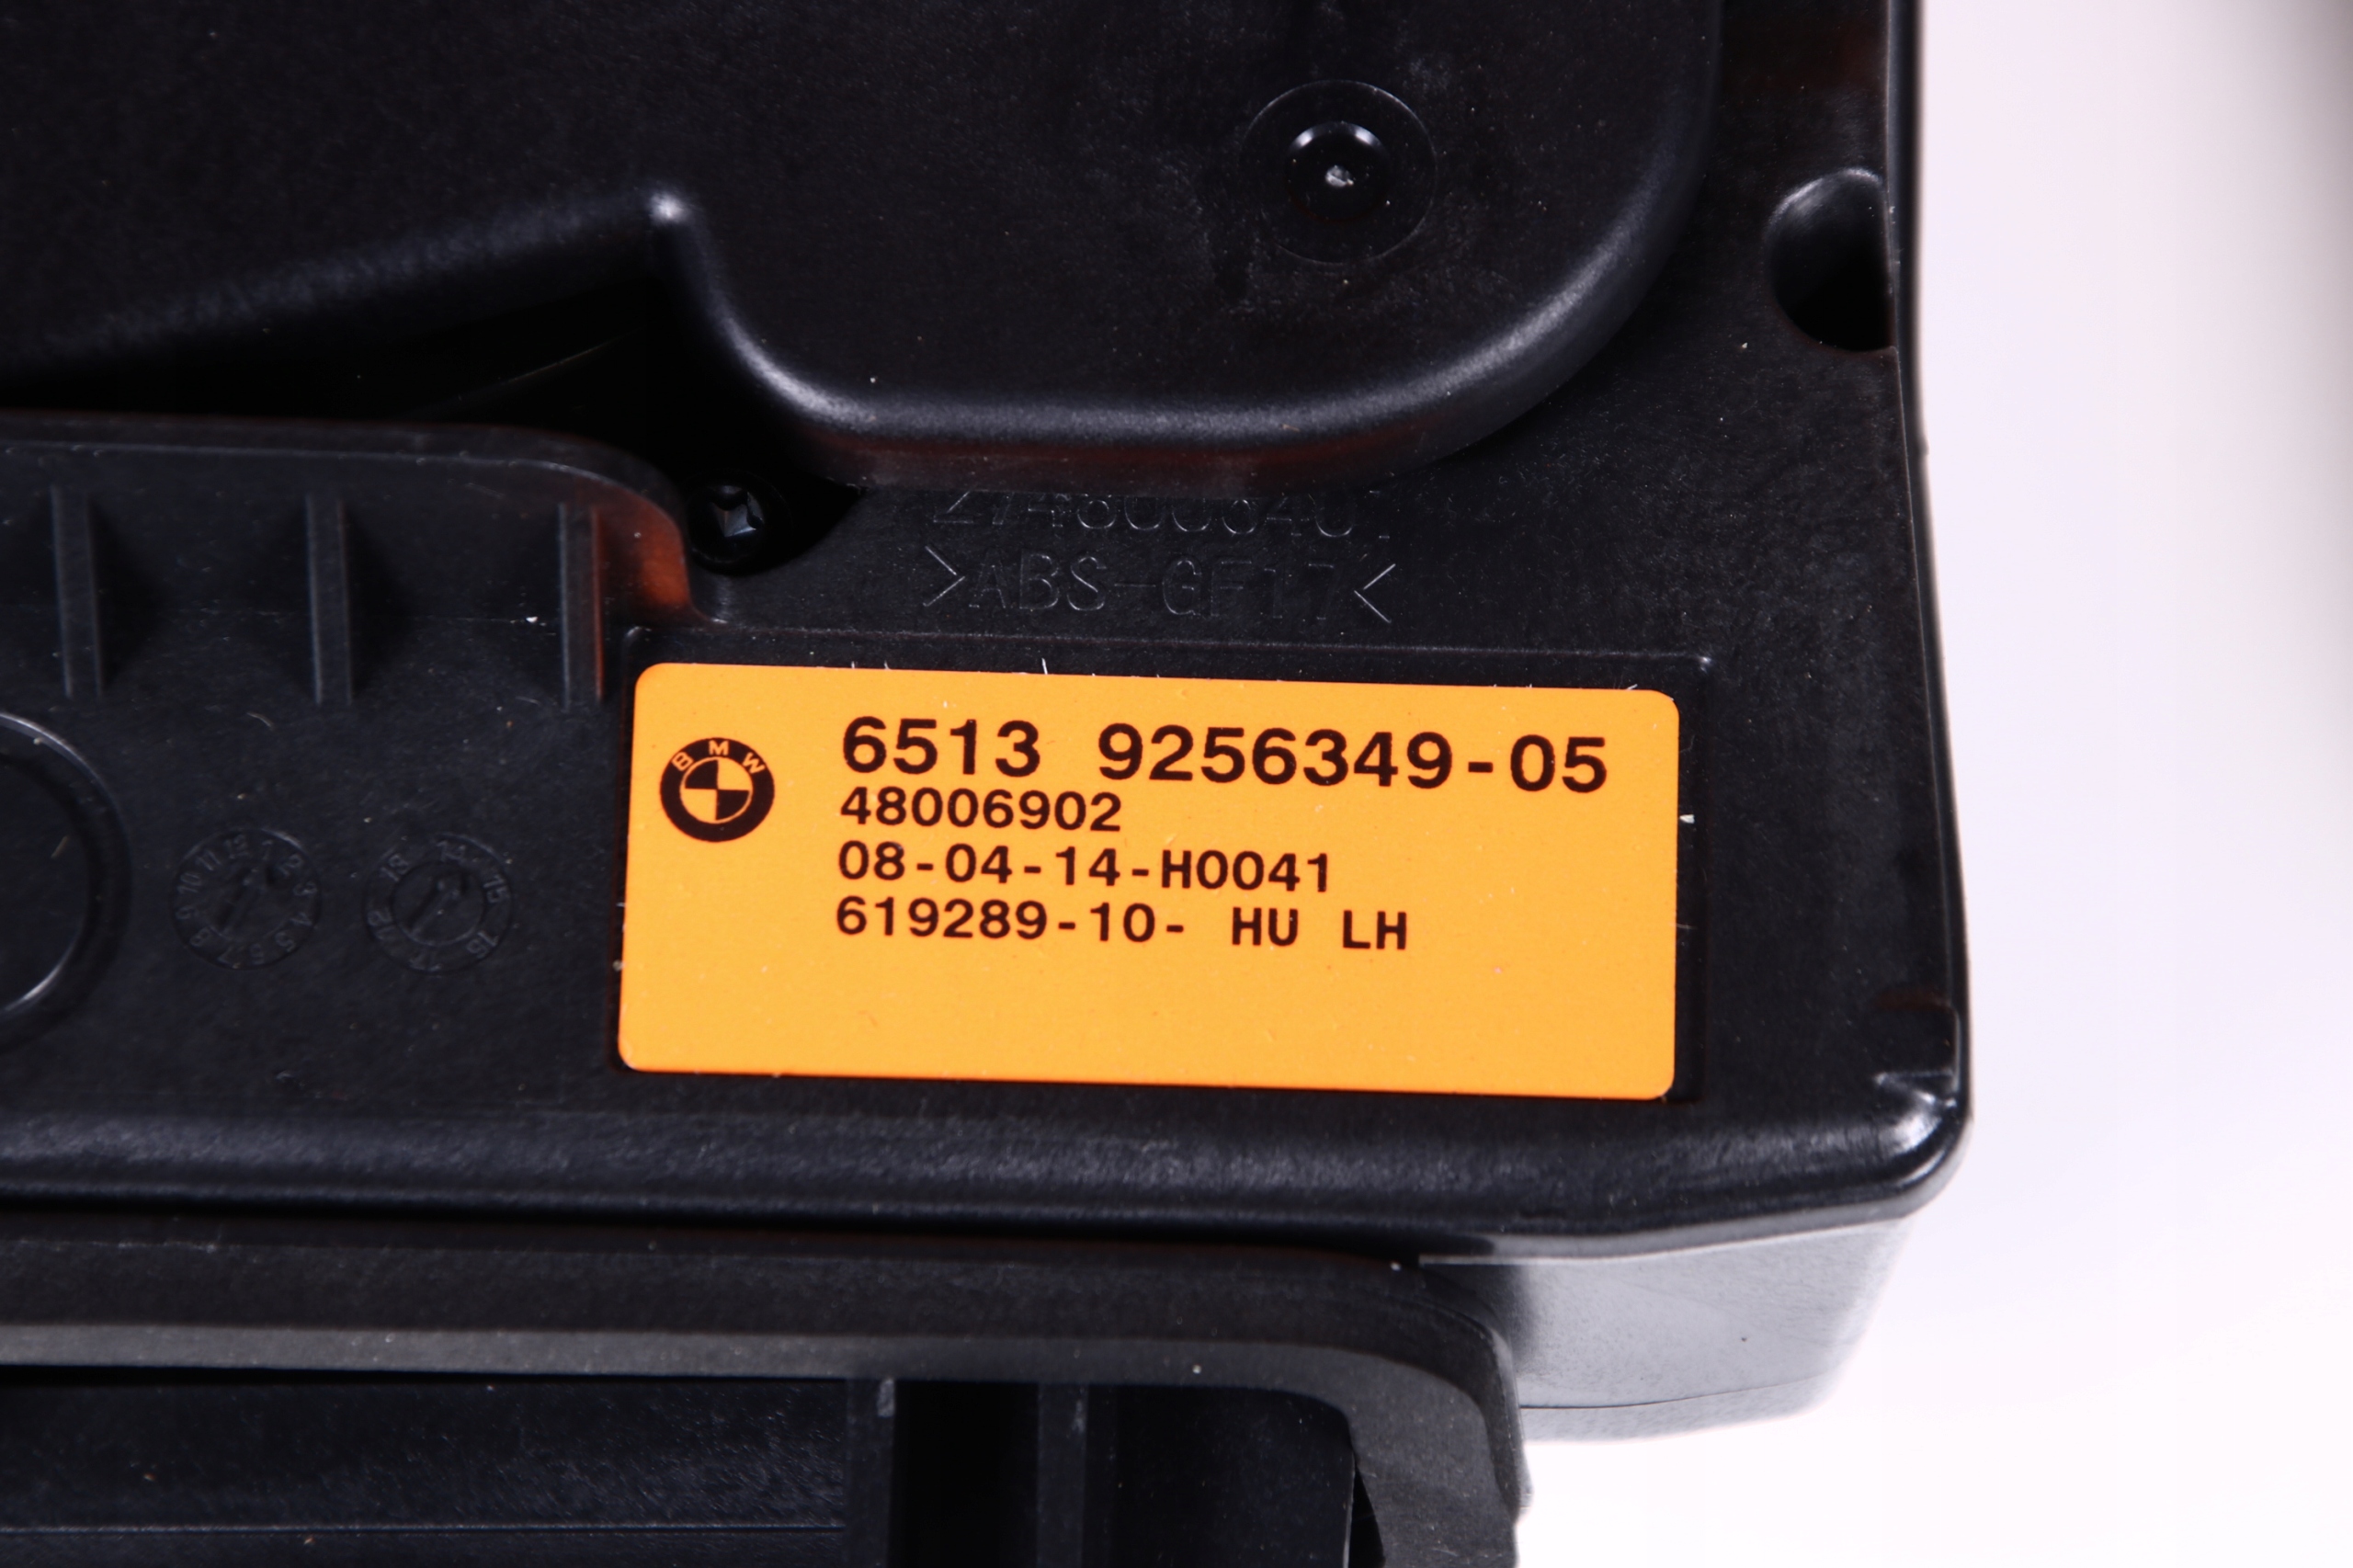 >ABS-GF17<
BMW
6513 9256349-05
48006902
08-04-14-H0041
619289-10- HU LH